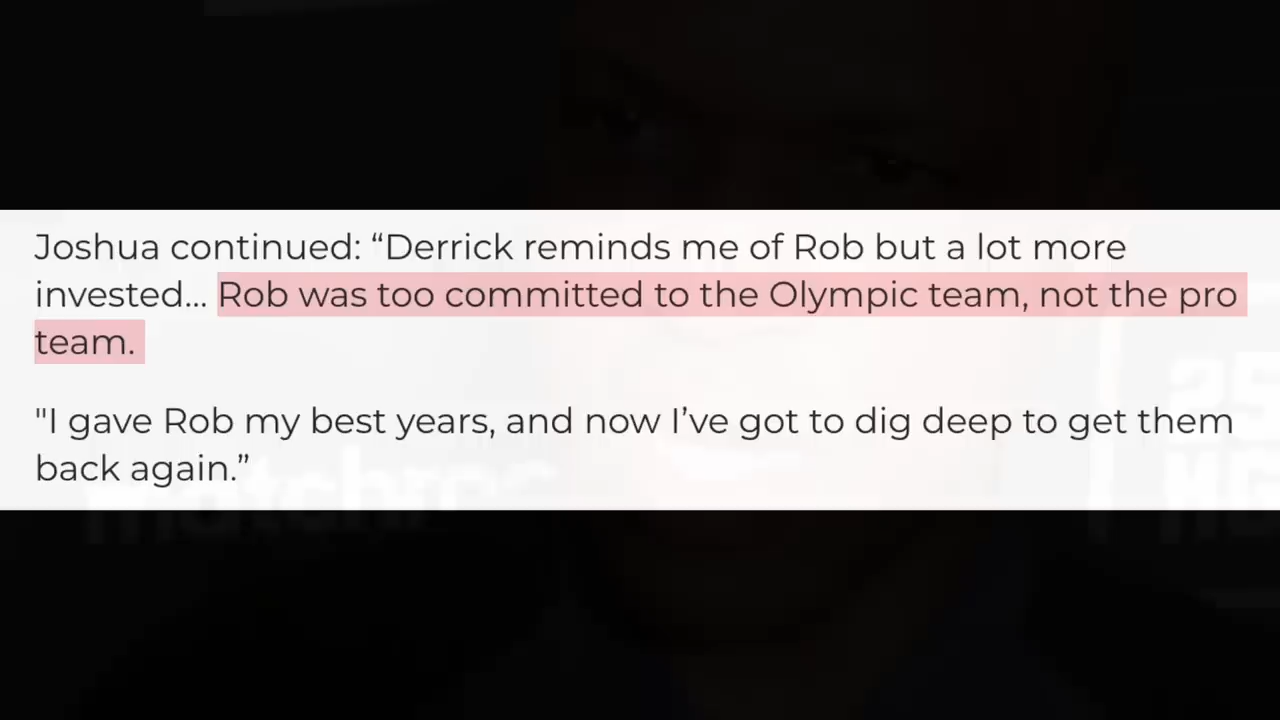 Joshua continued: “Derrick reminds me of Rob but a lot more
invested... Rob was too committed to the Olympic team, not the pro
team.
"I gave Rob my best years, and now I’ve got to dig deep to get them
back again.”